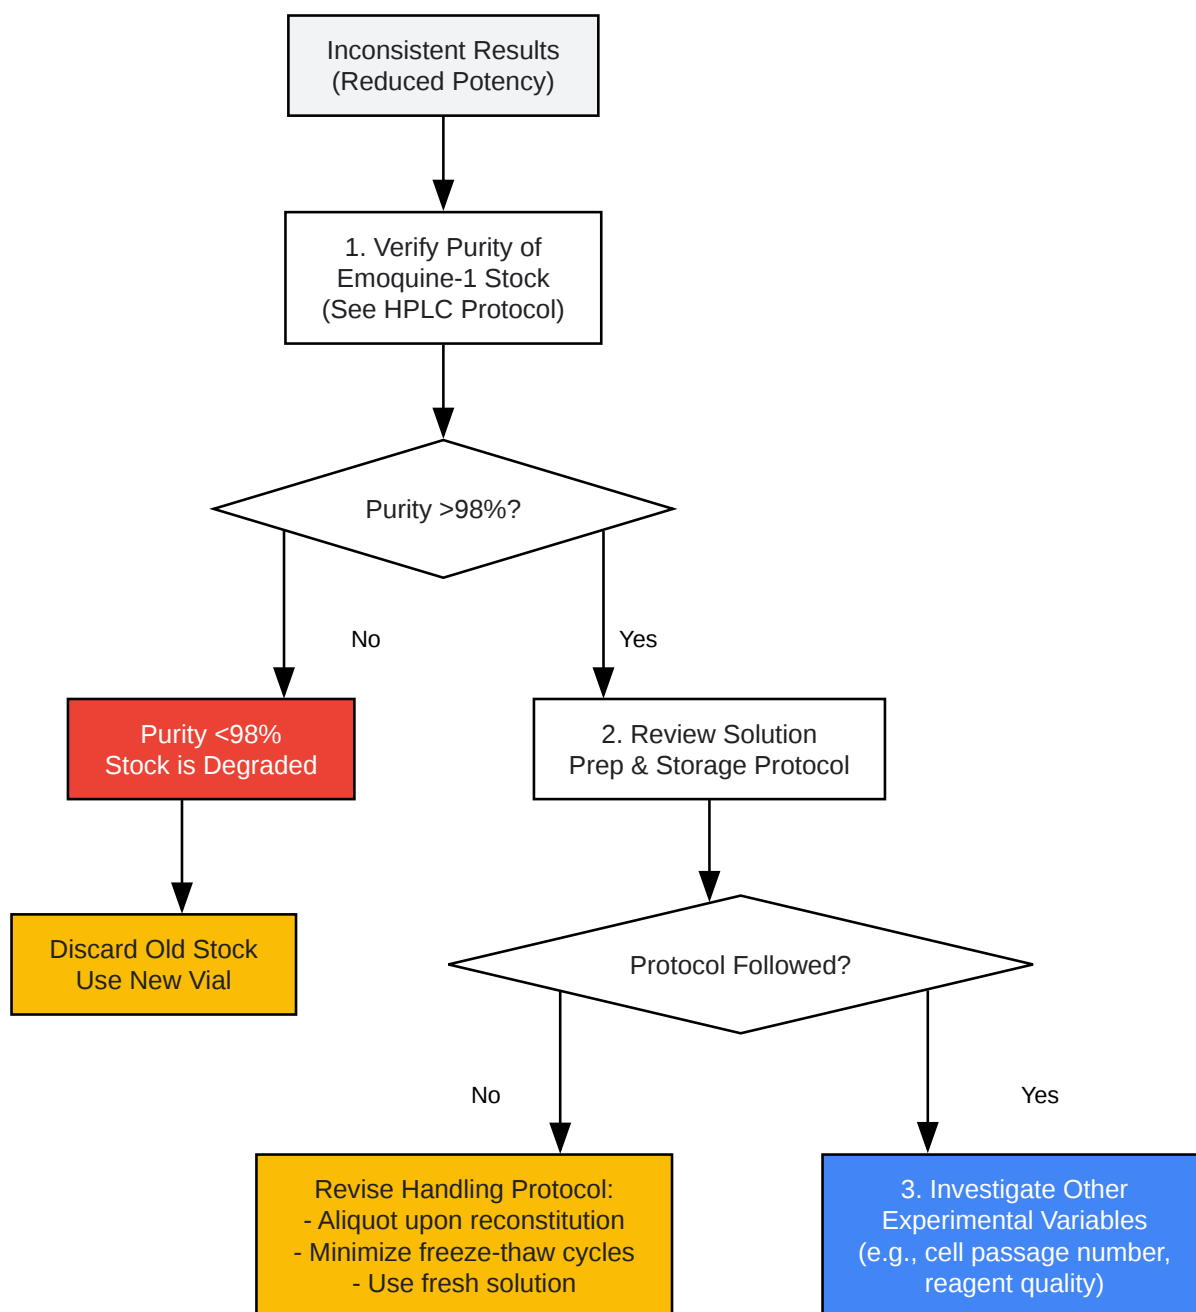 Inconsistent Results
(Reduced Potency)
1. Verify Purity of
Emoquine-1 Stock
(See HPLC Protocol)
Purity >98%?
No
Yes
Purity <98%
Stock is Degraded
2. Review Solution
Prep & Storage Protocol
Discard Old Stock
Use New Vial
Protocol Followed?
No
Yes
Revise Handling Protocol:
- Aliquot upon reconstitution
- Minimize freeze-thaw cycles
- Use fresh solution
3. Investigate Other
Experimental Variables
(e.g., cell passage number,
reagent quality)